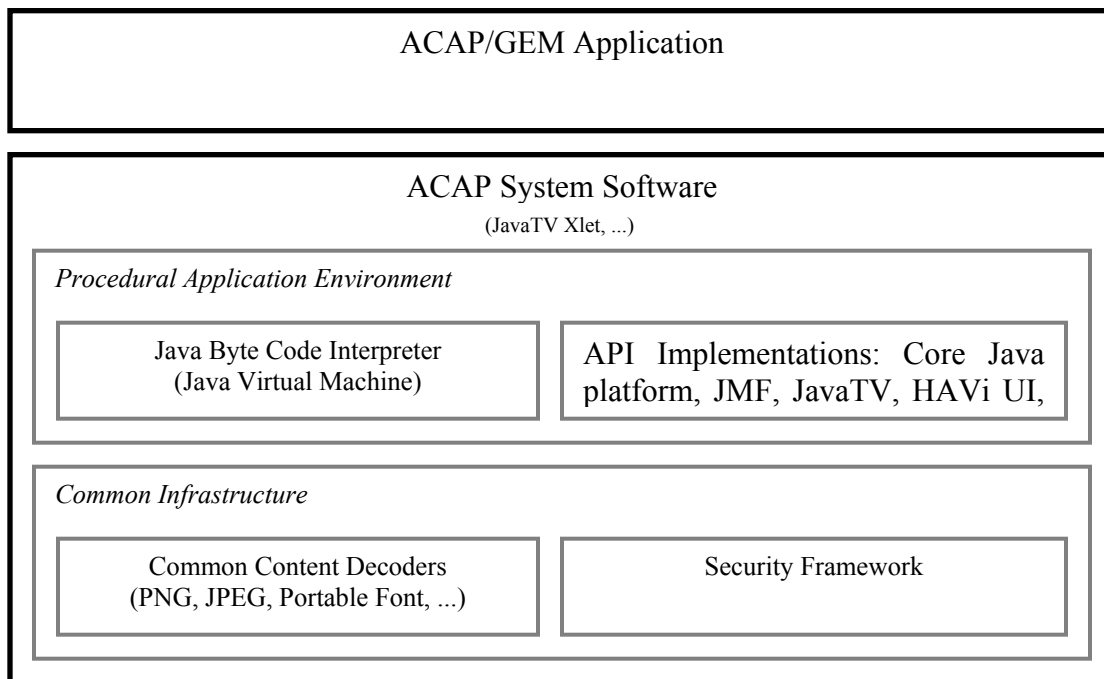 ACAP/GEM Application
ACAP System Software
(JavaTV Xlet, ...)
Procedural Application Environment
Java Byte Code Interpreter
(Java Virtual Machine)
API Implementations: Core Java
platform, JMF, JavaTV, HAVi UI,
Common Infrastructure
Common Content Decoders
(PNG, JPEG, Portable Font, ...)
Security Framework